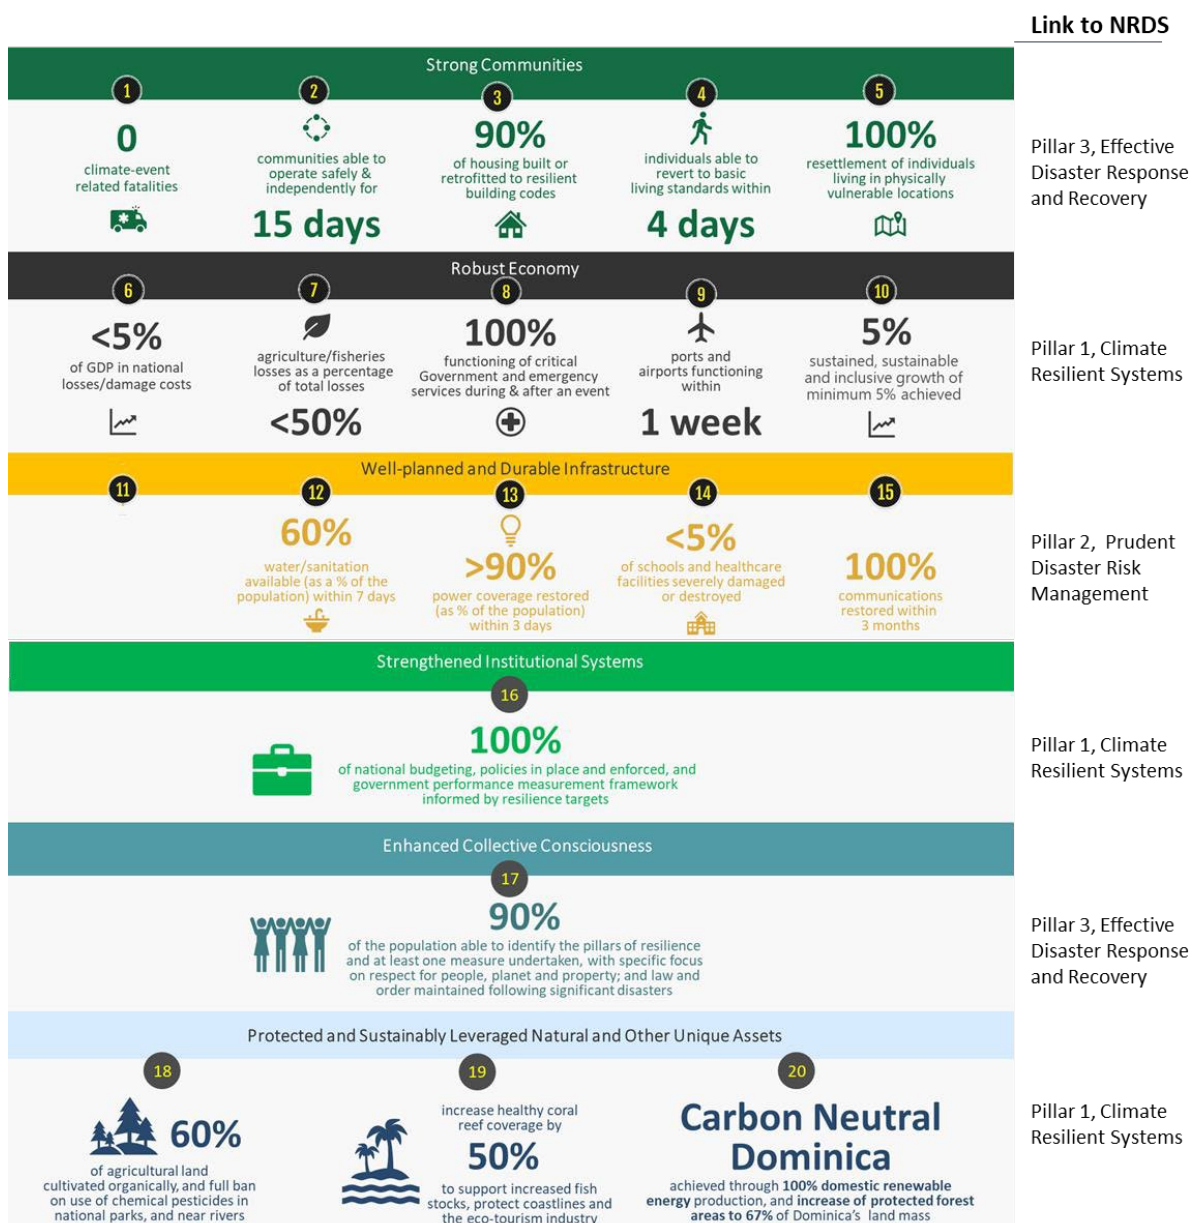 Link to NRDS
Strong Communities
1
0
climate-event
related fatalities
2
communities able to
operate safely &
independently for
15 days
3
90%
of housing built or
retrofitted to resilient
building codes
4
individuals able to
revert to basic
living standards within
4 days
5
100%
resettlement of individuals
living in physically
vulnerable locations
Pillar 3, Effective
Disaster Response
and Recovery
Robust Economy
6
<5%
of GDP in national
losses/damage costs
7
agriculture/fisheries
losses as a percentage
of total losses
<50%
8
100%
functioning of critical
Government and emergency
services during & after an event
9
ports and
airports functioning
within
1 week
10
5%
sustained, sustainable
and inclusive growth of
minimum 5% achieved
Pillar 1, Climate
Resilient Systems
Well-planned and Durable Infrastructure
11
12
60%
water/sanitation
available (as a % of the
population) within 7 days
13
>90%
power coverage restored
(as % of the population)
within 3 days
14
<5%
of schools and healthcare
facilities severely damaged
or destroyed
15
100%
communications
restored within
3 months
Pillar 2, Prudent
Disaster Risk
Management
Strengthened Institutional Systems
16
100%
of national budgeting, policies in place and enforced, and
government performance measurement framework
informed by resilience targets
Pillar 1, Climate
Resilient Systems
Enhanced Collective Consciousness
17
90%
of the population able to identify the pillars of resilience
and at least one measure undertaken, with specific focus
on respect for people, planet and property; and law and
order maintained following significant disasters
Pillar 3, Effective
Disaster Response
and Recovery
Protected and Sustainably Leveraged Natural and Other Unique Assets
18
60%
of agricultural land
cultivated organically, and full ban
on use of chemical pesticides in
national parks, and near rivers
19
increase healthy coral
reef coverage by
50%
to support increased fish
stocks, protect coastlines and
the eco-tourism industry
20
Carbon Neutral
Dominica
achieved through 100% domestic renewable
energy production, and increase of protected forest
areas to 67% of Dominica's land mass
Pillar 1, Climate
Resilient Systems